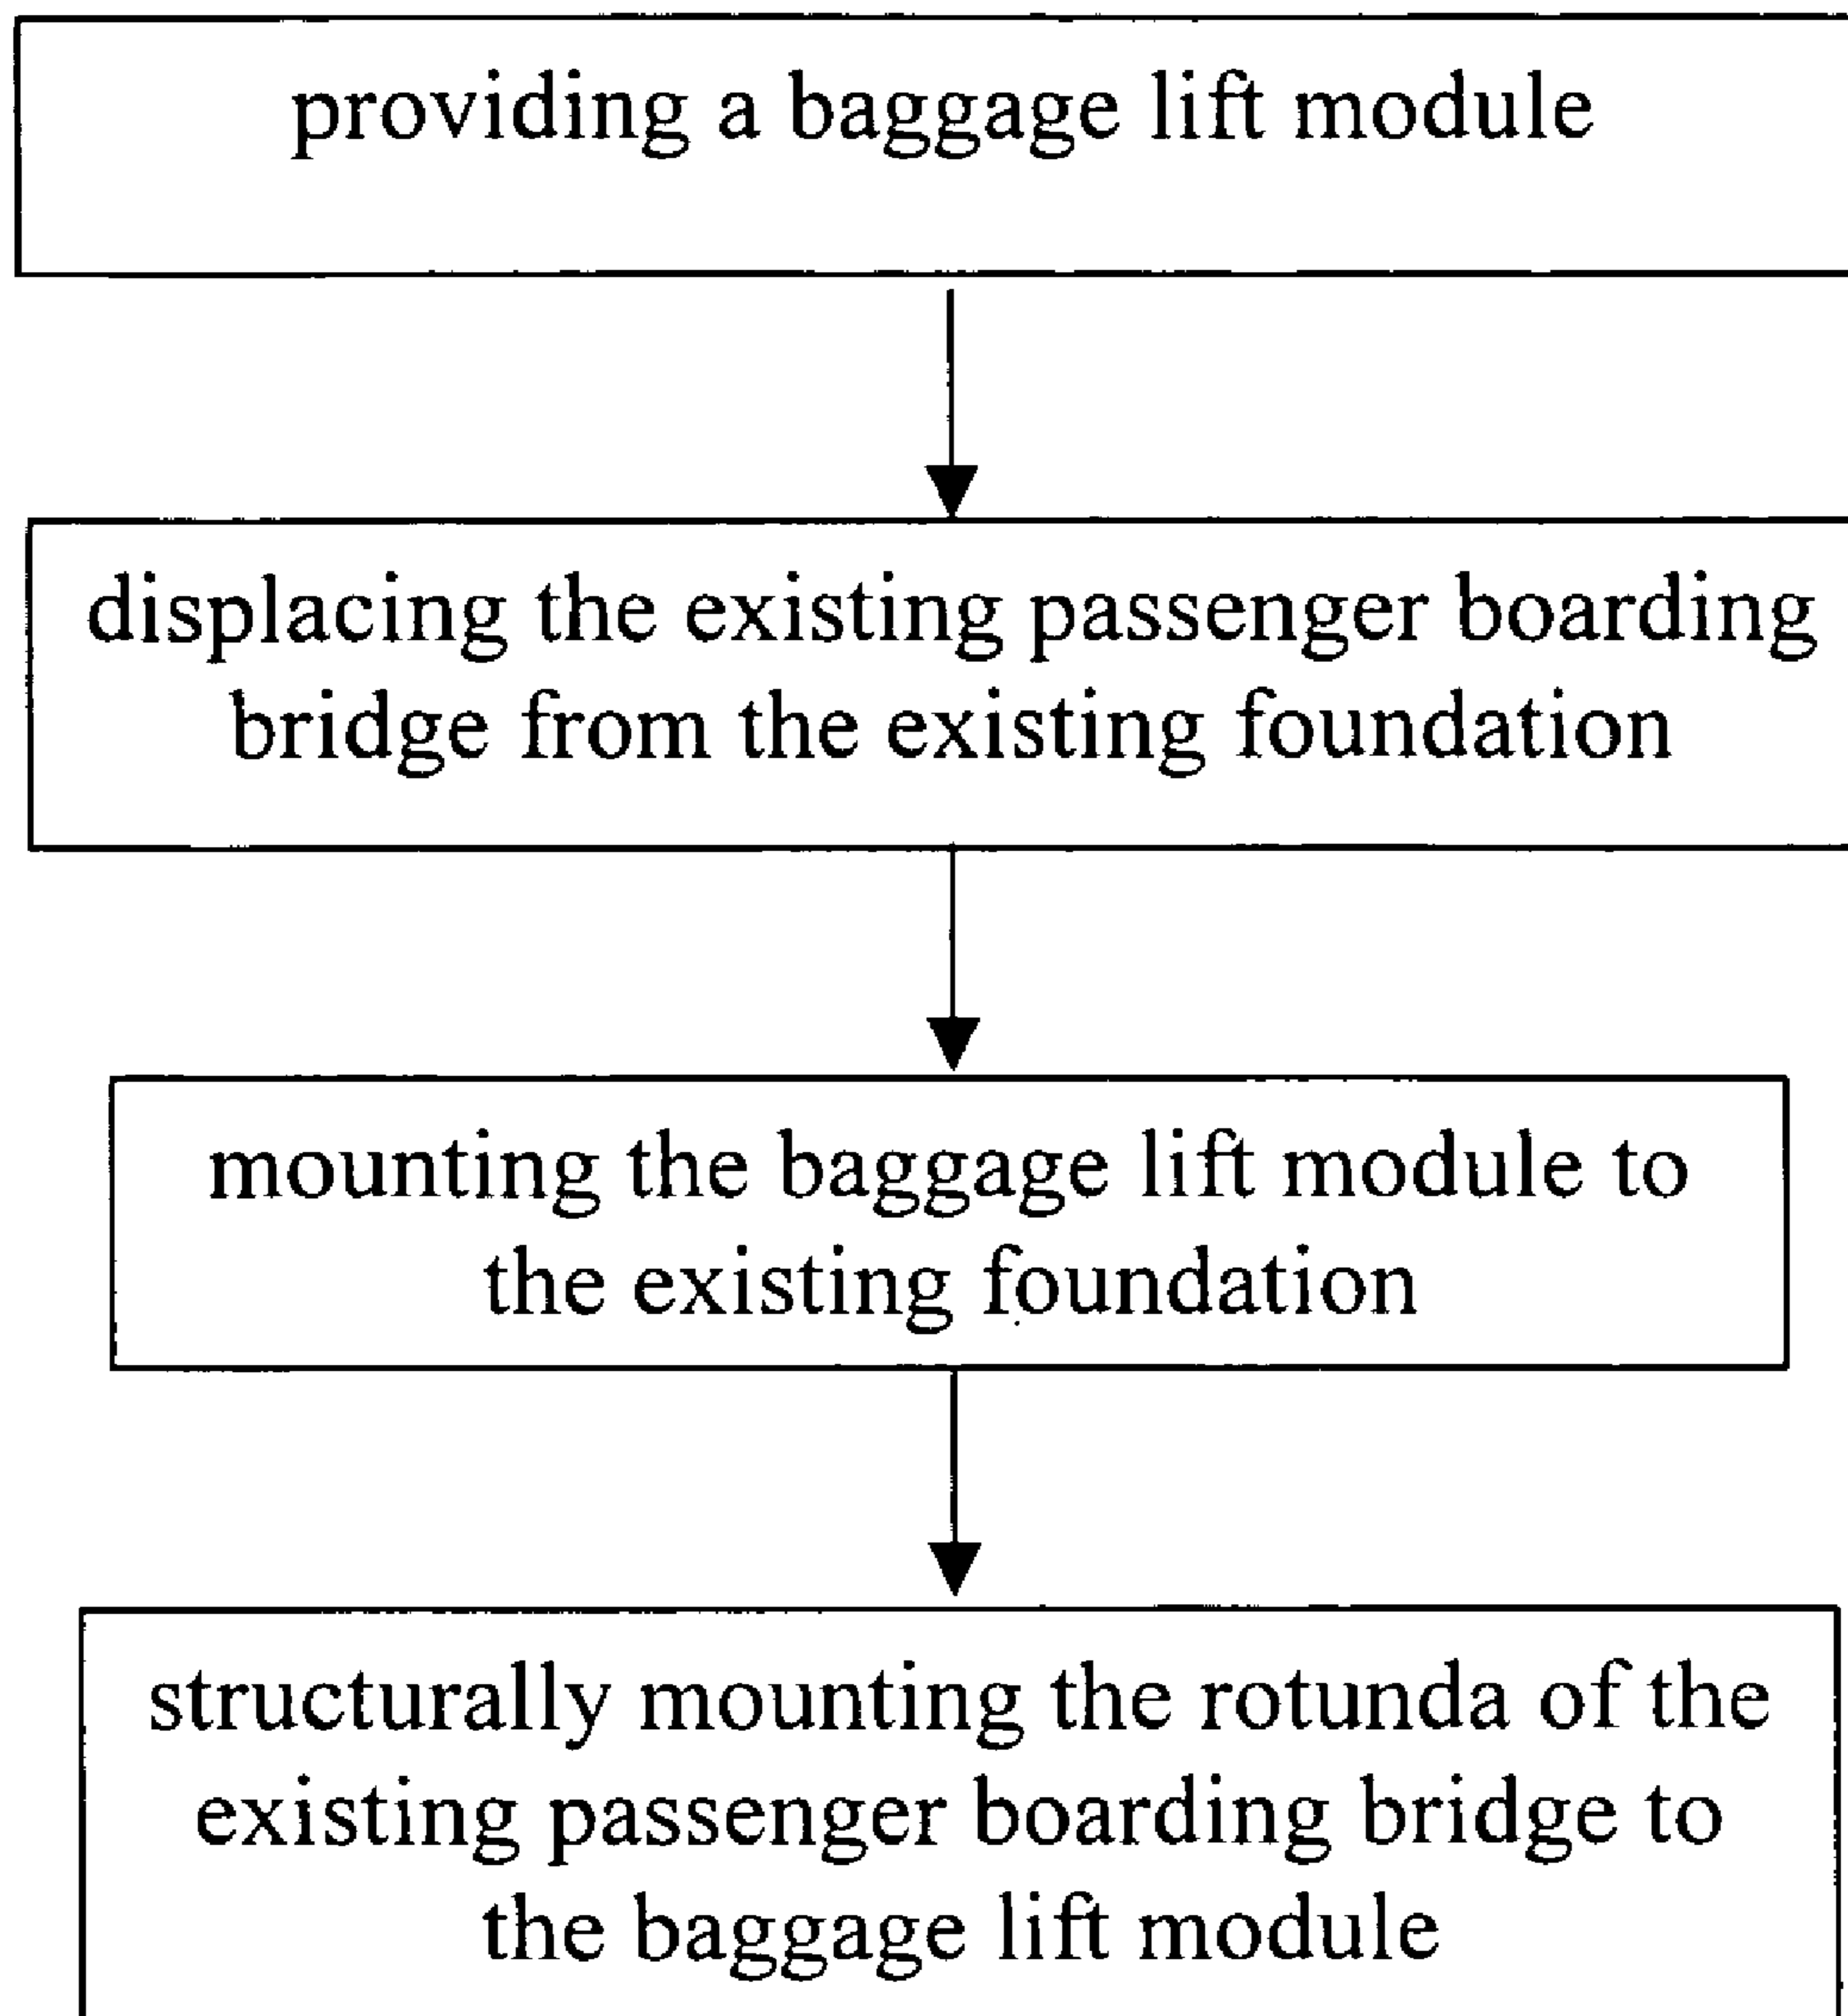 providing a baggage lift module
displacing the existing passenger boarding
bridge from the existing foundation
mounting the baggage lift module to
the existing foundation
structurally mounting the rotunda of the
existing passenger boarding bridge to
the baggage lift module